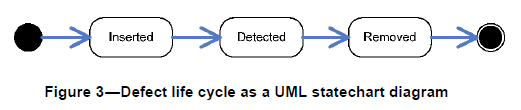 Inserted
Detected
Removed
Figure 3—Defect life cycle as a UML statechart diagram